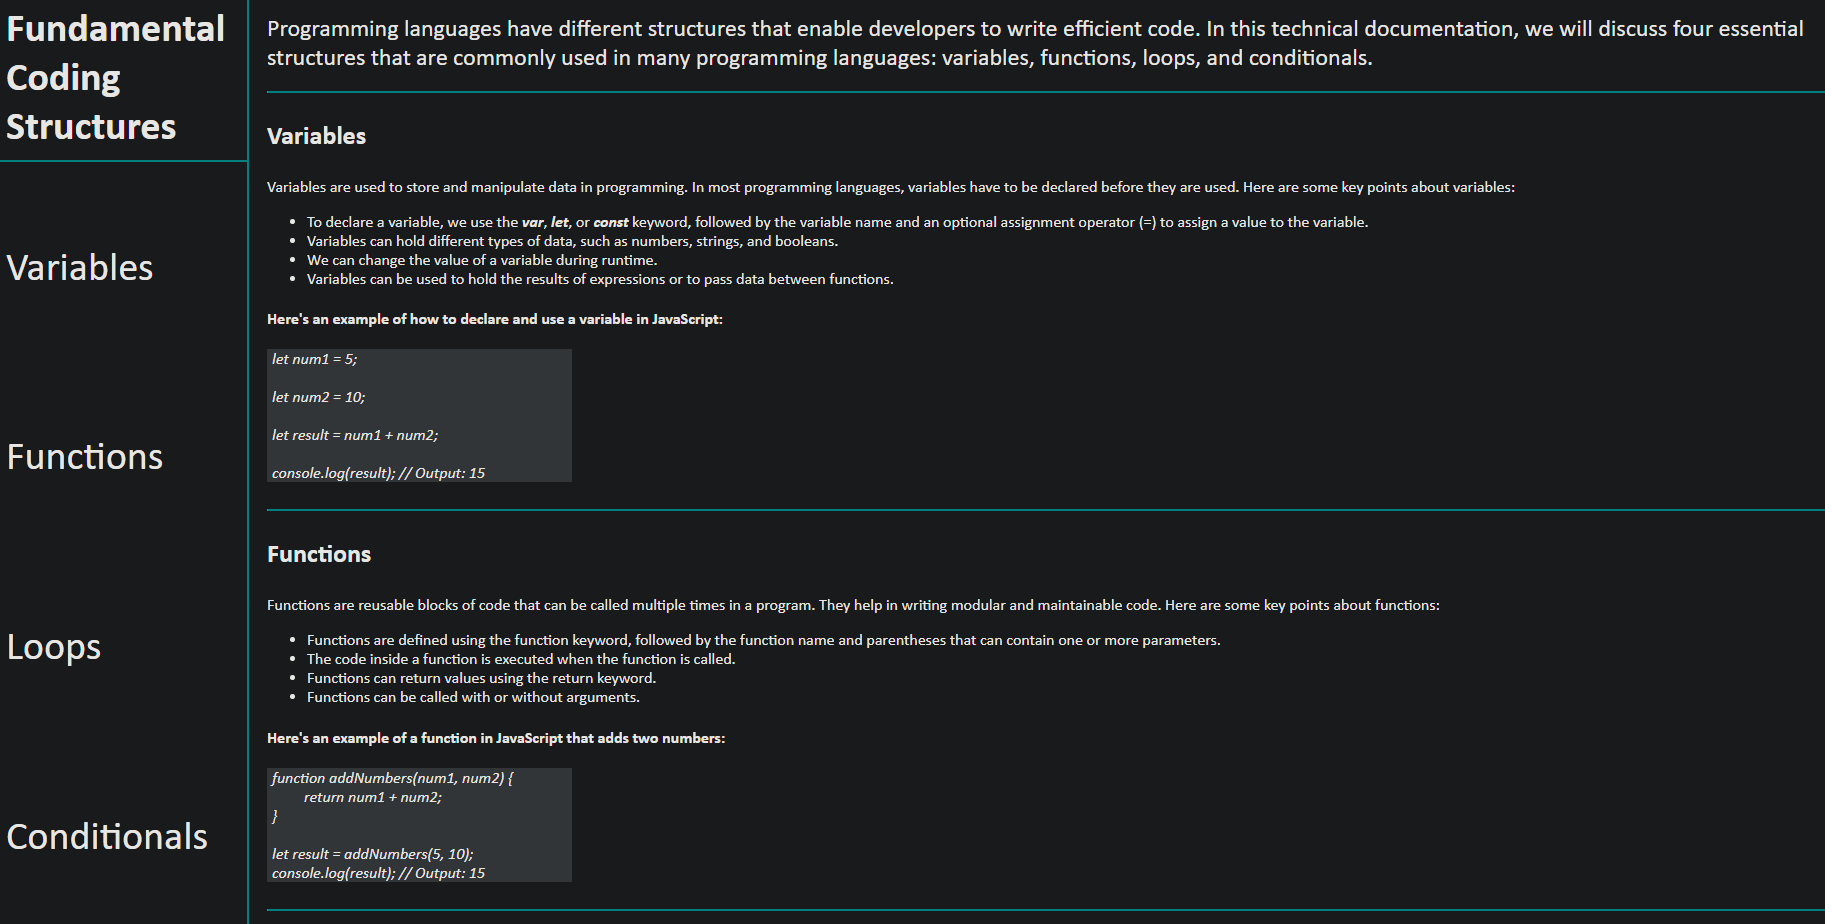 Fundamental
Coding
Structures
Variables
Functions
Loops
Conditionals
Programming languages have different structures that enable developers to write efficient code. In this technical documentation, we will discuss four essential
structures that are commonly used in many programming languages: variables, functions, loops, and conditionals.
Variables
Variables are used to store and manipulate data in programming. In most programming languages, variables have to be declared before they are used. Here are some key points about variables:
• To declare a variable, we use the var, let, or const keyword, followed by the variable name and an optional assignment operator (=) to assign a value to the variable.
• Variables can hold different types of data, such as numbers, strings, and booleans.
• We can change the value of a variable during runtime.
• Variables can be used to hold the results of expressions or to pass data between functions.
Here's an example of how to declare and use a variable in JavaScript:
let num1 = 5;
let num2 = 10;
let result = num1 + num2;
console.log(result); // Output: 15
Functions
Functions are reusable blocks of code that can be called multiple times in a program. They help in writing modular and maintainable code. Here are some key points about functions:
• Functions are defined using the function keyword, followed by the function name and parentheses that can contain one or more parameters.
• The code inside a function is executed when the function is called.
• Functions can return values using the return keyword.
• Functions can be called with or without arguments.
Here's an example of a function in JavaScript that adds two numbers:
function addNumbers(num1, num2) {
return num1 + num2;
}
let result = addNumbers(5, 10);
console.log(result); // Output: 15